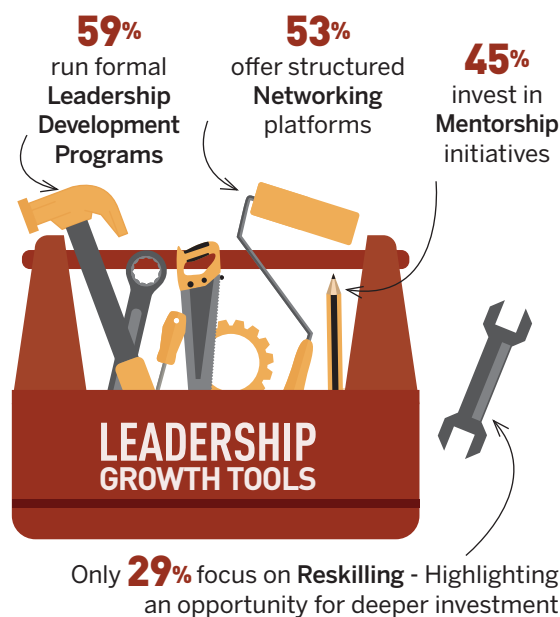 59%
run formal
Leadership
Development
Programs
53%
offer structured
Networking
platforms
45%
invest in
Mentorship
initiatives
LEADERSHIP
GROWTH TOOLS
Only 29% focus on Reskilling - Highlighting
an opportunity for deeper investment